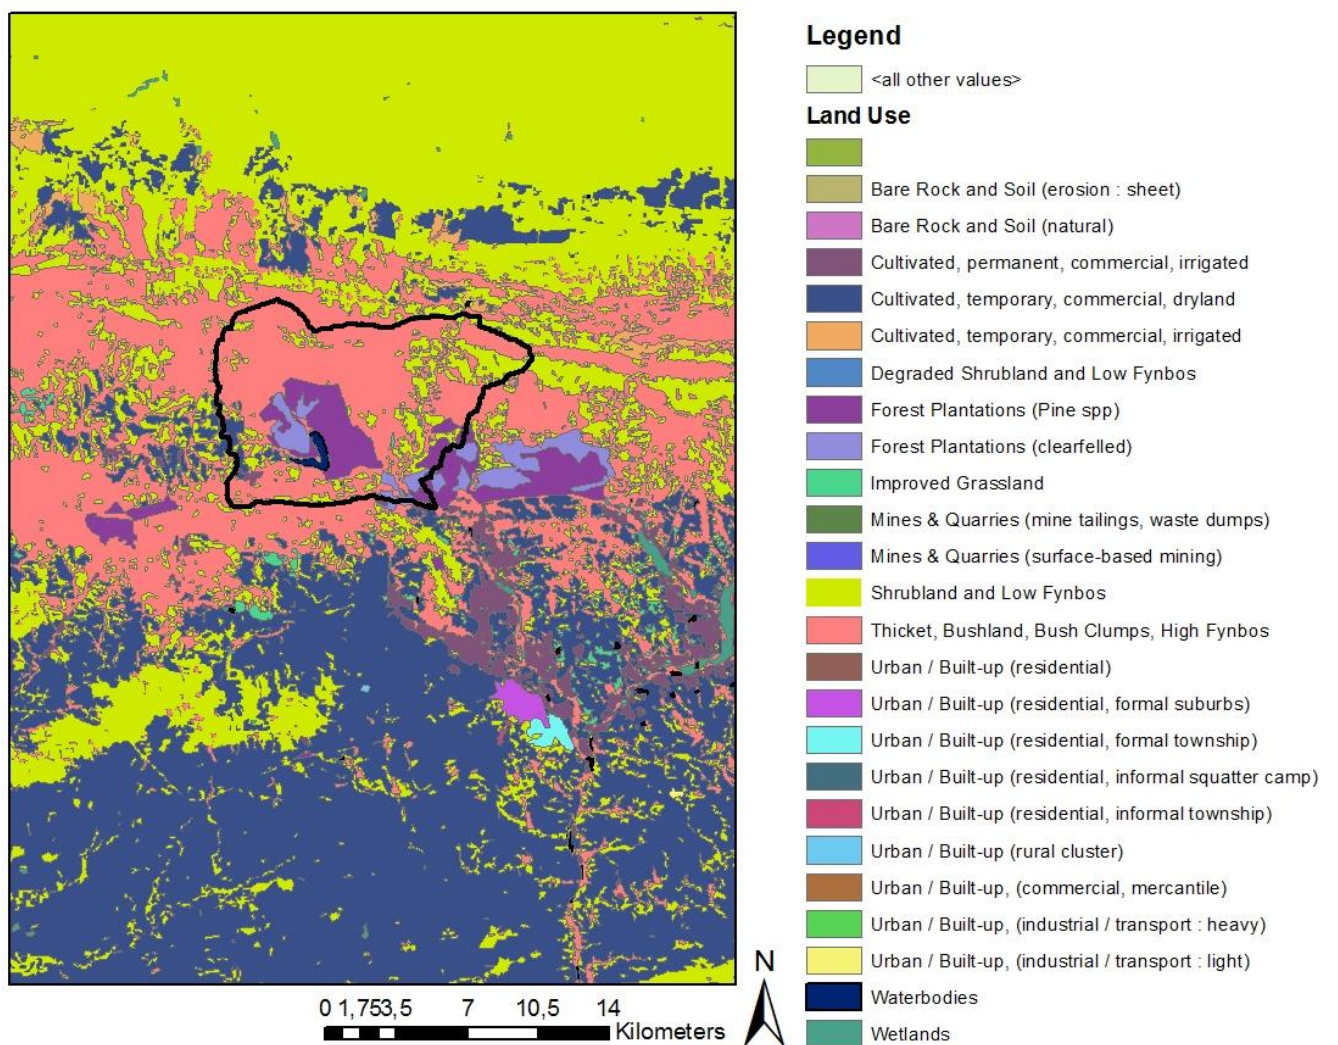 Legend
<all other values>
Land Use
Bare Rock and Soil (erosion : sheet)
Bare Rock and Soil (natural)
Cultivated, permanent, commercial, irrigated
Cultivated, temporary, commercial, dryland
Cultivated, temporary, commercial, irrigated
Degraded Shrubland and Low Fynbos
Forest Plantations (Pine spp)
Forest Plantations (clearfelled)
Improved Grassland
Mines & Quarries (mine tailings, waste dumps)
Mines & Quarries (surface-based mining)
Shrubland and Low Fynbos
Thicket, Bushland, Bush Clumps, High Fynbos
Urban / Built-up (residential)
Urban / Built-up (residential, formal suburbs)
Urban / Built-up (residential, formal township)
Urban / Built-up (residential, informal squatter camp)
Urban / Built-up (residential, informal township)
Urban / Built-up (rural cluster)
Urban / Built-up, (commercial, mercantile)
Urban / Built-up, (industrial / transport : heavy)
Urban / Built-up, (industrial / transport : light)
Waterbodies
Wetlands
N
0 1,753,5 7 10,5 14
Kilometers